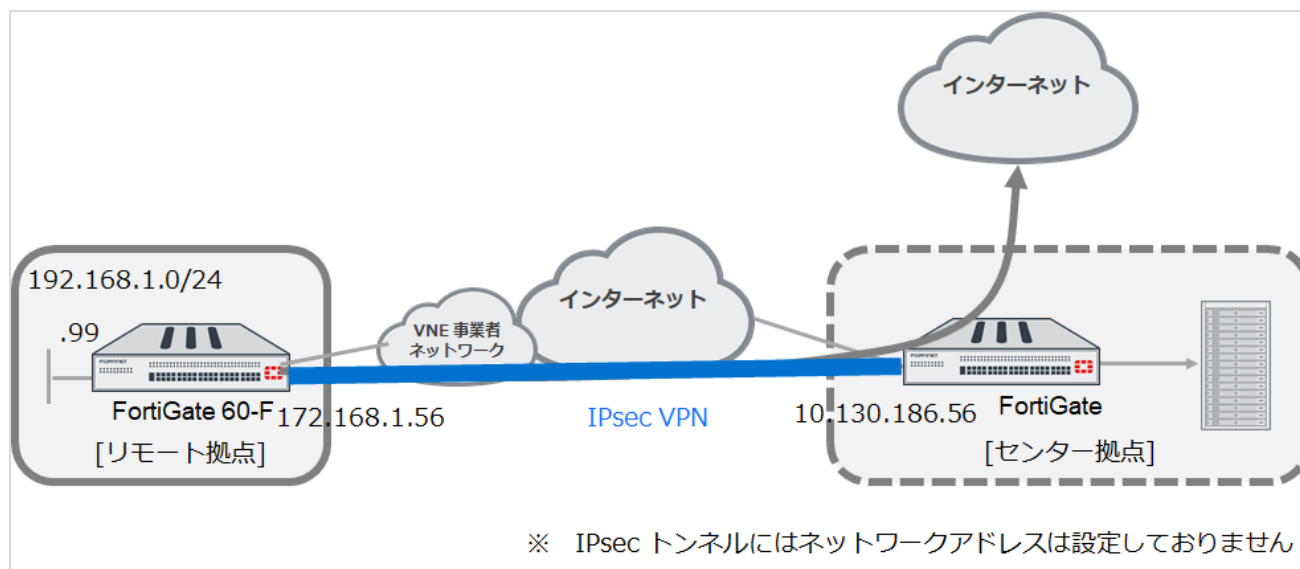 インターネット
192.168.1.0/24
.99
インターネット
VNE 事業者
ネットワーク
FORTINET
FORTINET
FortiGate 60-F
172.168.1.56
IPsec VPN
10.130.186.56
FortiGate
[リモート拠点]
[センター拠点]
※ IPsec トンネルにはネットワークアドレスは設定しておりません